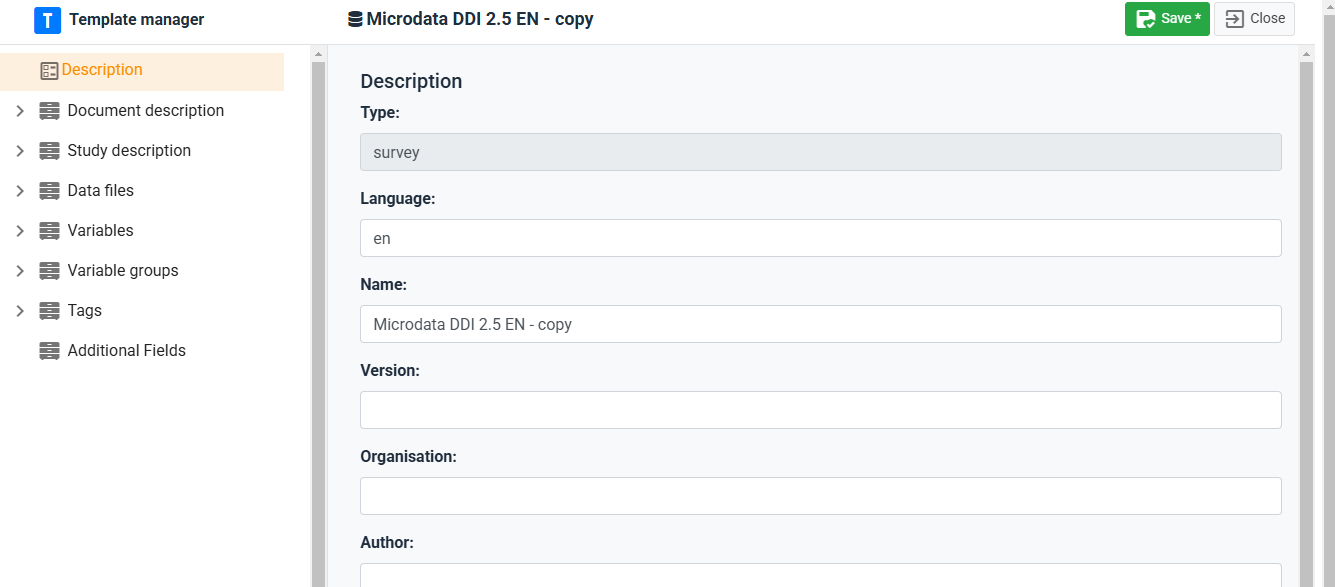 T Template manager
Microdata DDI 2.5 EN - copy
Save *
Close
Description
Document description
Study description
Data files
Variables
Variable groups
Tags
Additional Fields
Description
Type:
survey
Language:
en
Name:
Microdata DDI 2.5 EN - copy
Version:
Organisation:
Author: